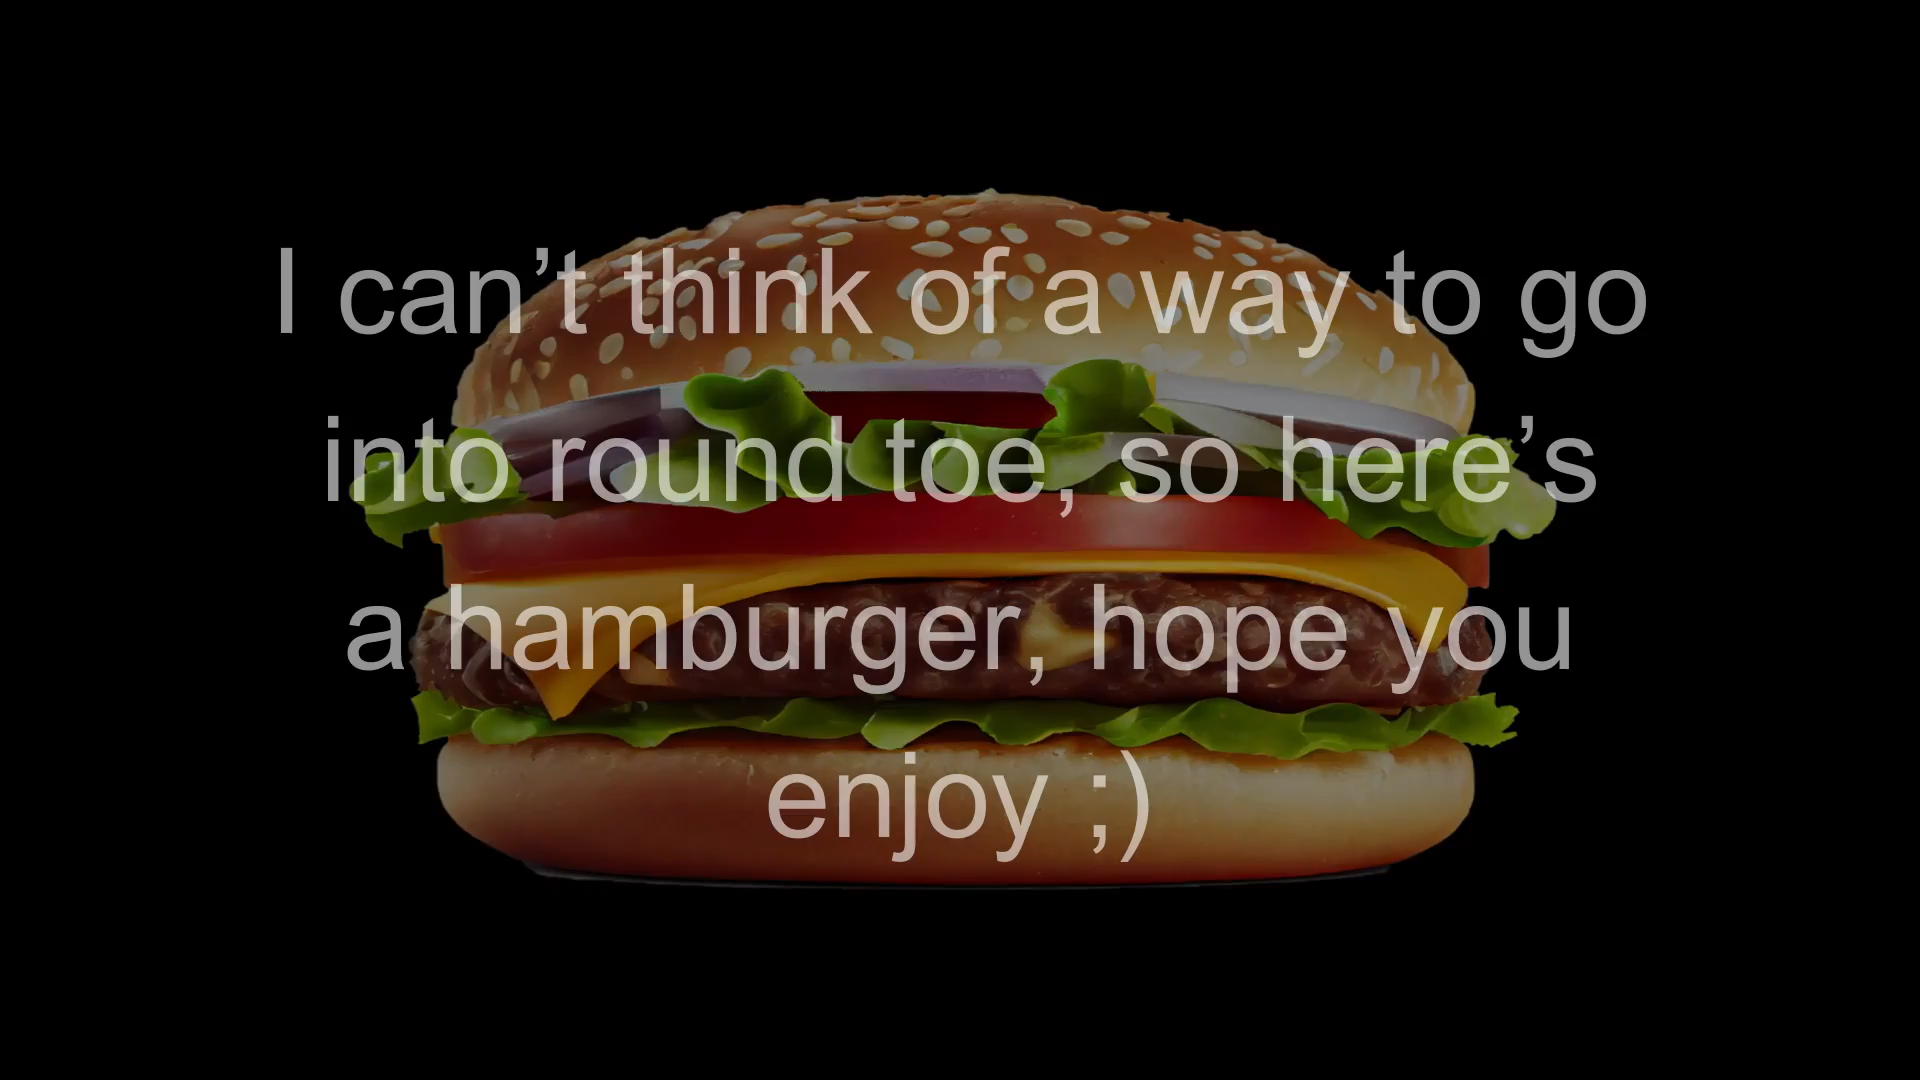 I can’t think of a way to go
into round toe, so here’s
a hamburger, hope you
enjoy ;)